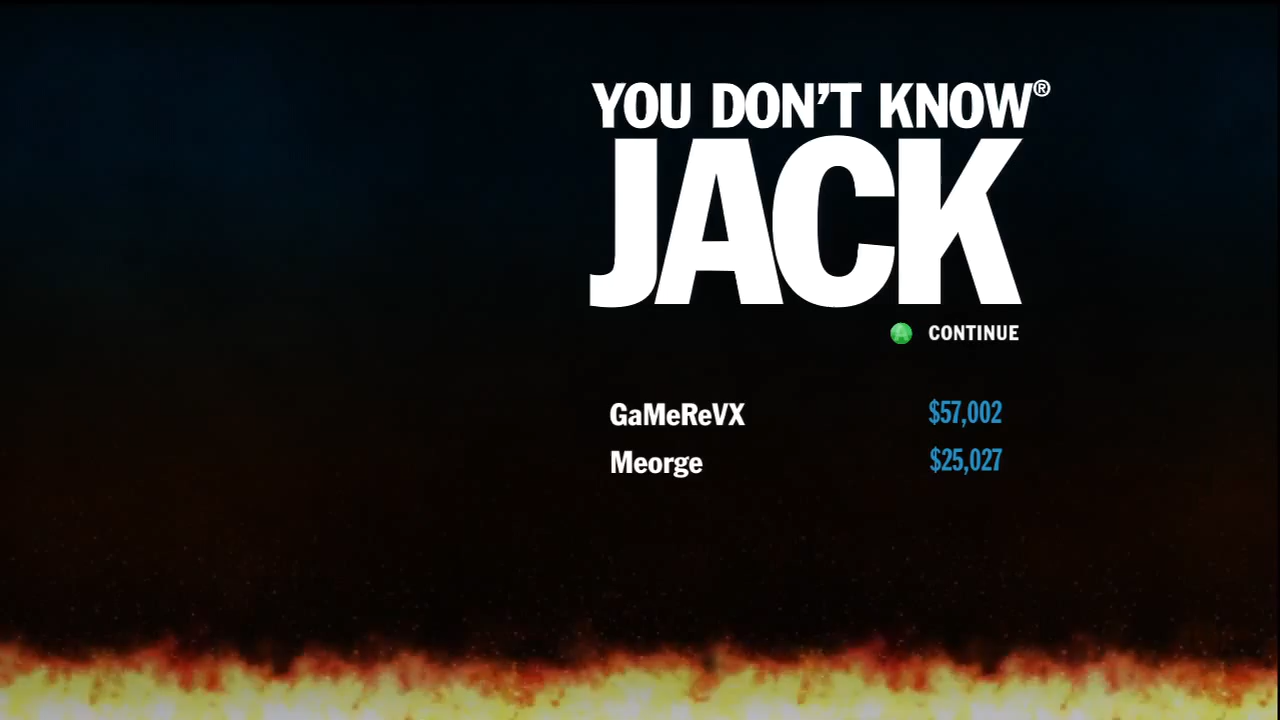 YOU DON'T KNOW®
JACK
A CONTINUE
GaMeReVX $57,002
Meorge $25,027